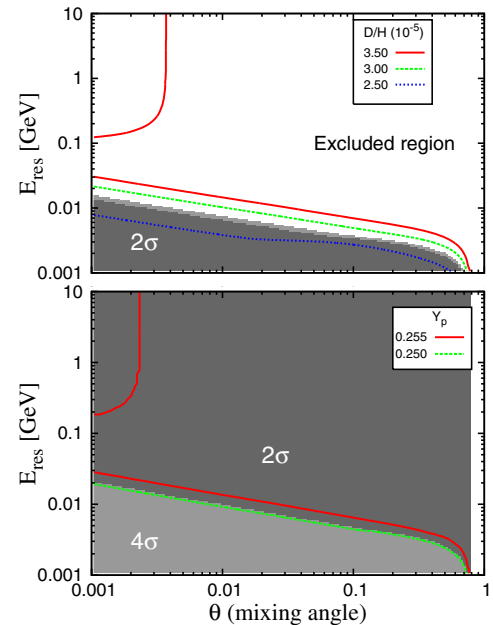 10
1
0.1
0.01
0.001
E_res [GeV]
D/H (10^-5)
3.50
3.00
2.50
Excluded region
2σ
10
1
0.1
0.01
0.001
E_res [GeV]
Y_p
0.255
0.250
2σ
4σ
0.001 0.01 0.1 1
θ (mixing angle)